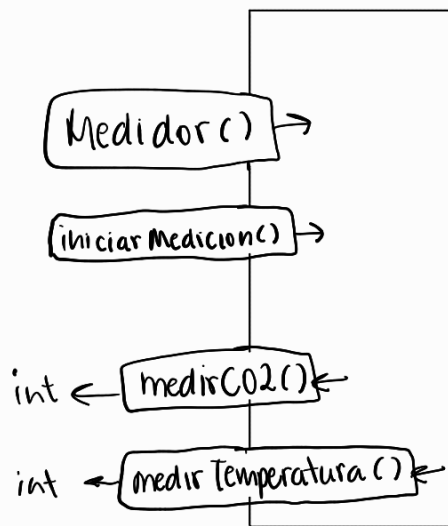 Medidor()
iniciarMedicion()
int medirCO2()
int medirTemperatura()